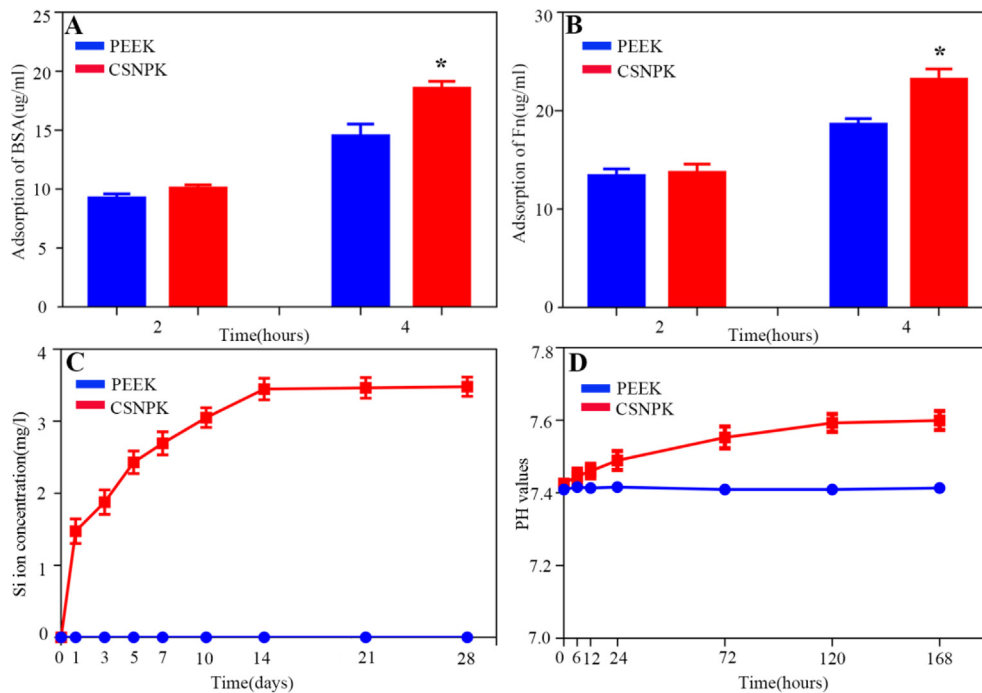 A
PEEK
CSNPK
*
25
20
15
10
5
0
Adsorption of BSA(ug/ml)
2
4
Time(hours)
B
PEEK
CSNPK
*
30
20
10
0
Adsorption of Fn(ug/ml)
2
4
Time(hours)
C
PEEK
CSNPK
4
3
2
1
0
Si ion concentration(mg/l)
0 1 3 5 7 10 14 21 28
Time(days)
D
PEEK
CSNPK
7.8
7.6
7.4
7.2
7.0
PH values
0 6 12 24 72 120 168
Time(hours)